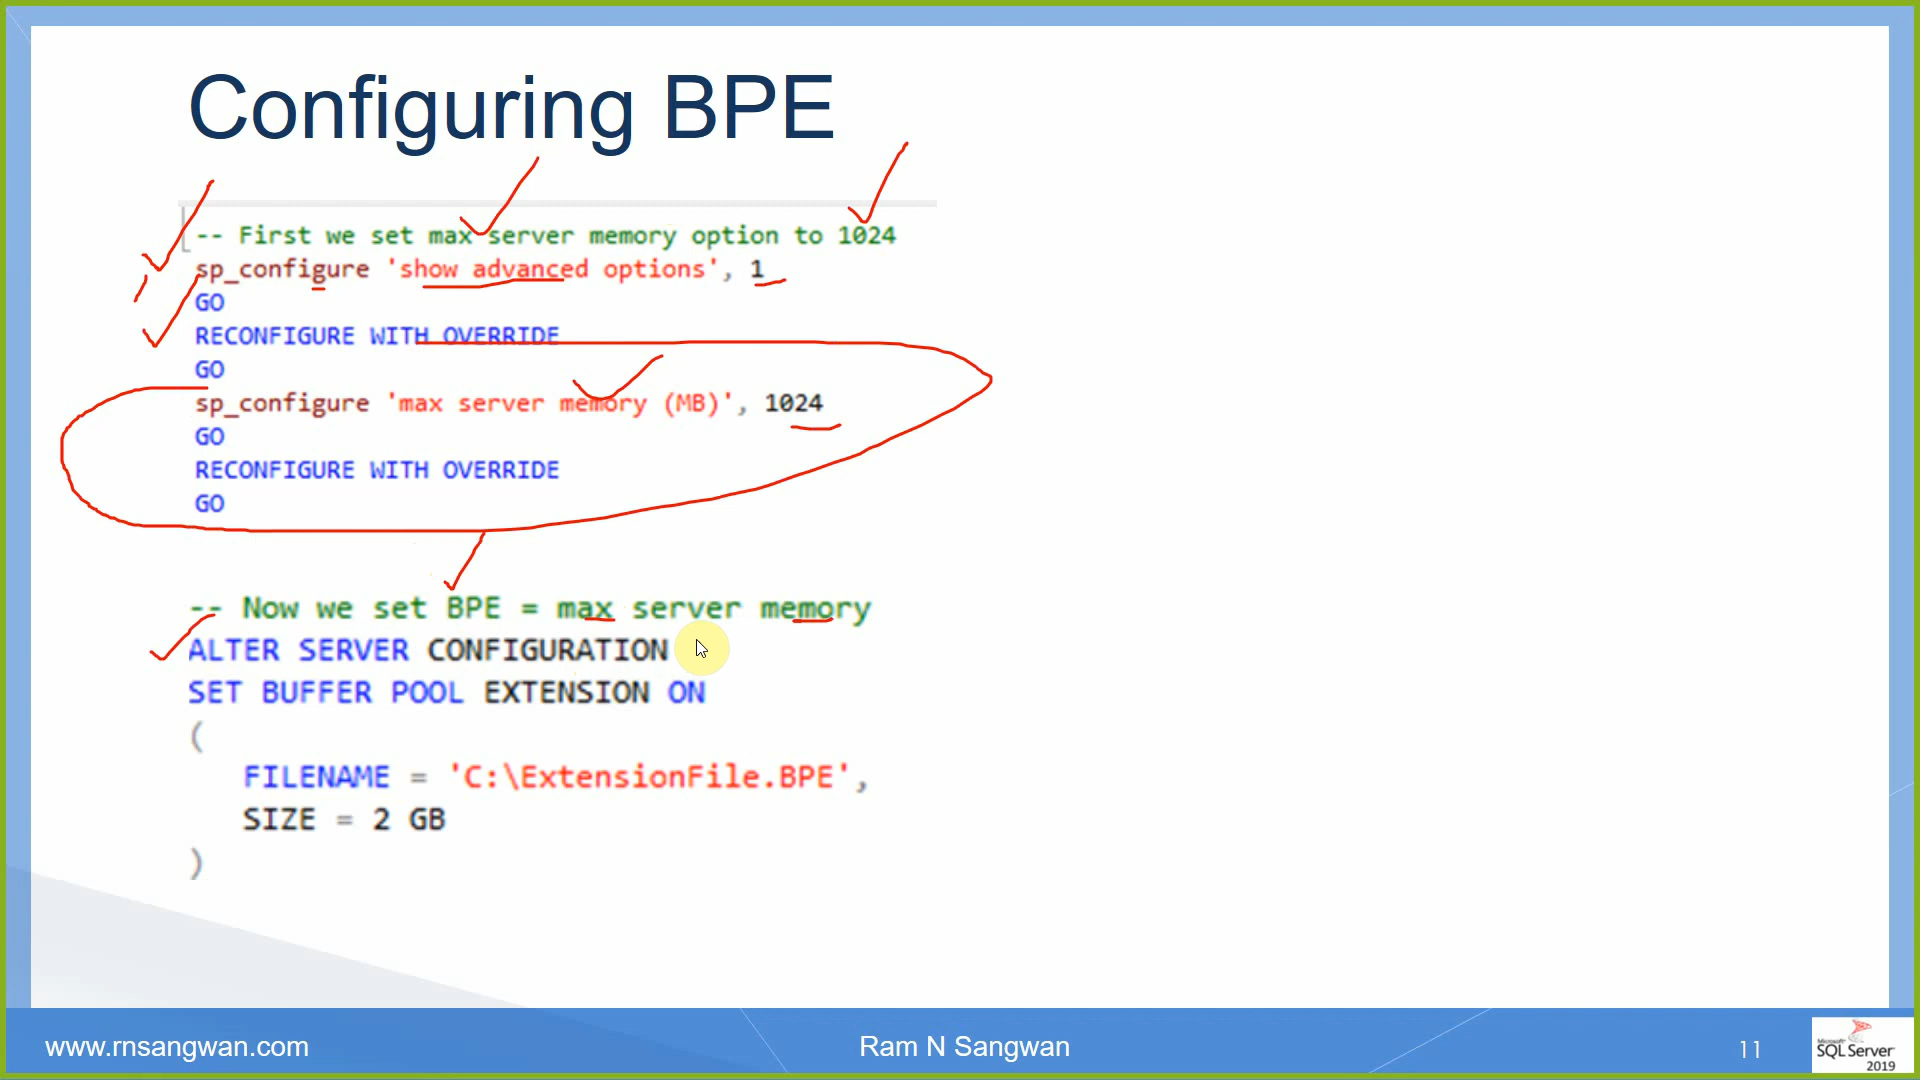 Configuring BPE
-- First we set max server memory option to 1024
sp_configure 'show advanced options', 1
GO
RECONFIGURE WITH OVERRIDE
GO
sp_configure 'max server memory (MB)', 1024
GO
RECONFIGURE WITH OVERRIDE
GO
-- Now we set BPE = max server memory
ALTER SERVER CONFIGURATION
SET BUFFER POOL EXTENSION ON
(
FILENAME = 'C:\ExtensionFile.BPE',
SIZE = 2 GB
)
www.rnsangwan.com
Ram N Sangwan
11
Microsoft
SQL Server
2019